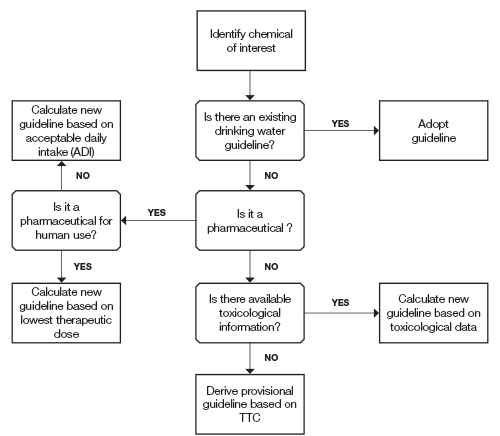 Identify chemical
of interest
Calculate new
guideline based on
acceptable daily
intake (ADI)
Is there an existing
drinking water
guideline?
YES
Adopt
guideline
NO
NO
Is it a
pharmaceutical for
human use?
YES
Is it a
pharmaceutical ?
YES
NO
Calculate new
guideline based on
lowest therapeutic
dose
Is there available
toxicological
information?
YES
Calculate new
guideline based on
toxicological data
NO
Derive provisional
guideline based on
TTC